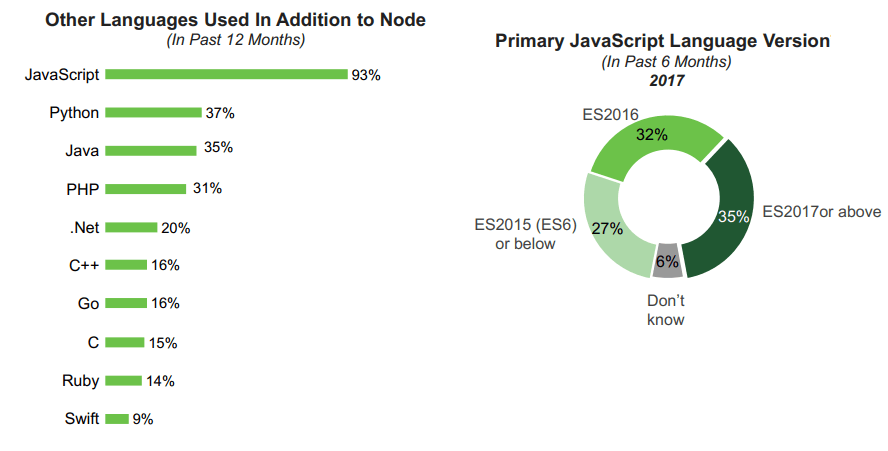 Other Languages Used In Addition to Node
(In Past 12 Months)
JavaScript 93%
Python 37%
Java 35%
PHP 31%
.Net 20%
C++ 16%
Go 16%
C 15%
Ruby 14%
Swift 9%
Primary JavaScript Language Version
(In Past 6 Months)
2017
ES2016
32%
35%
ES2017or above
ES2015 (ES6)
or below
27%
6%
Don’t
know